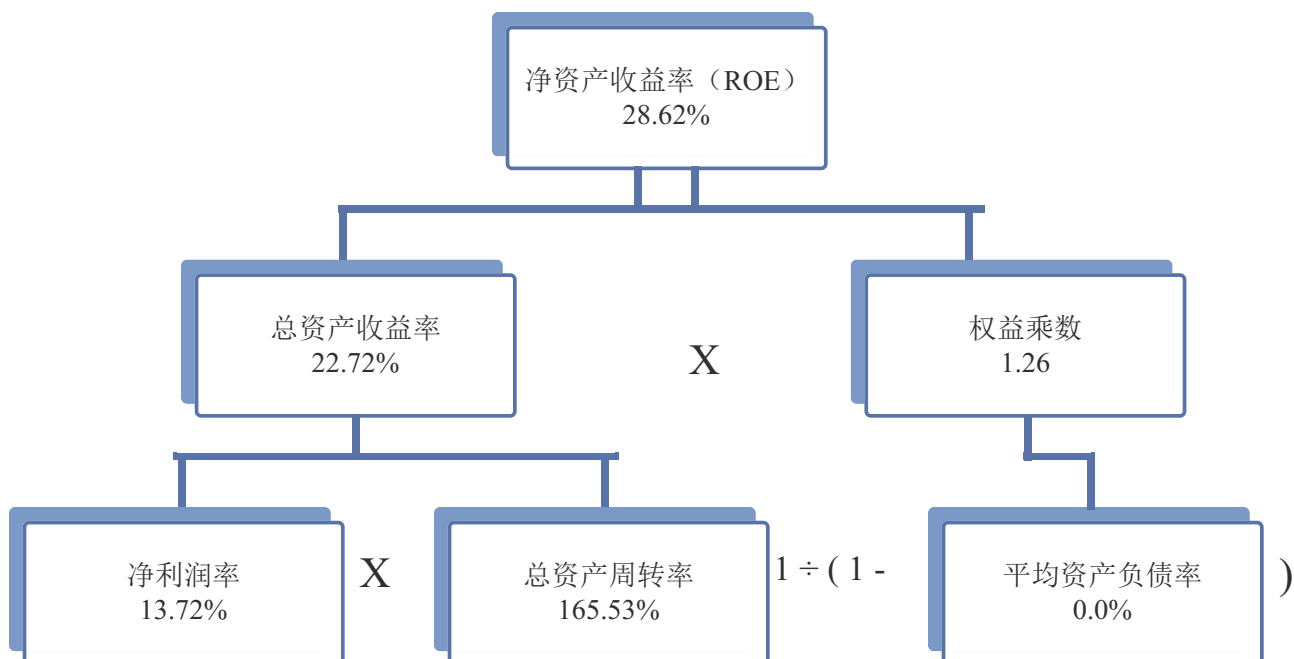 净资产收益率（ROE）
28.62%
总资产收益率
22.72%
X
权益乘数
1.26
净利润率
13.72%
X
总资产周转率
165.53%
1 ÷ ( 1 -
平均资产负债率
0.0%
)